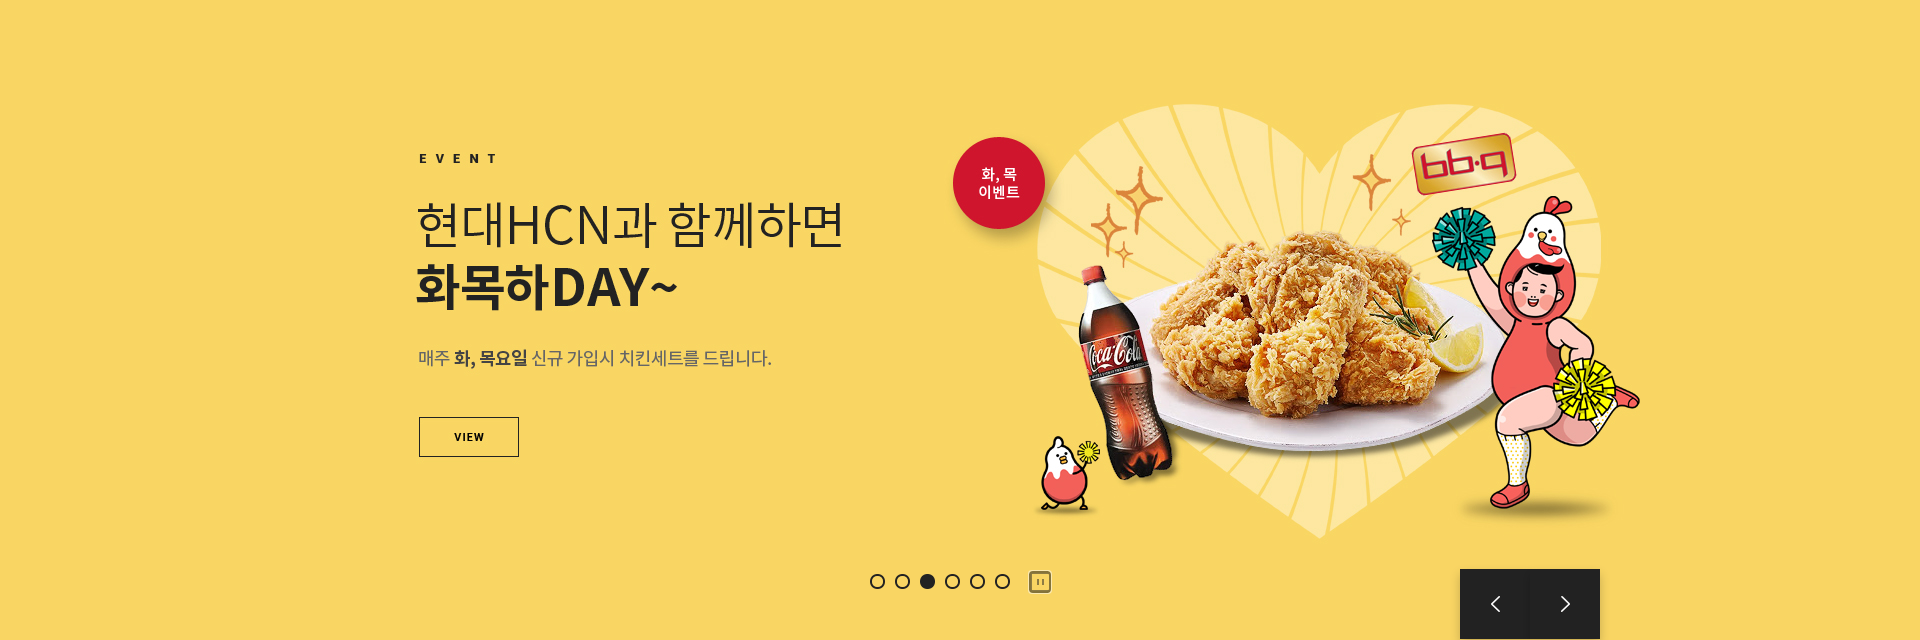 EVENT
현대HCN과 함께하면
화목하DAY~
매주 화, 목요일 신규 가입시 치킨세트를 드립니다.
VIEW
화, 목
이벤트
bb·q
Coca-Cola